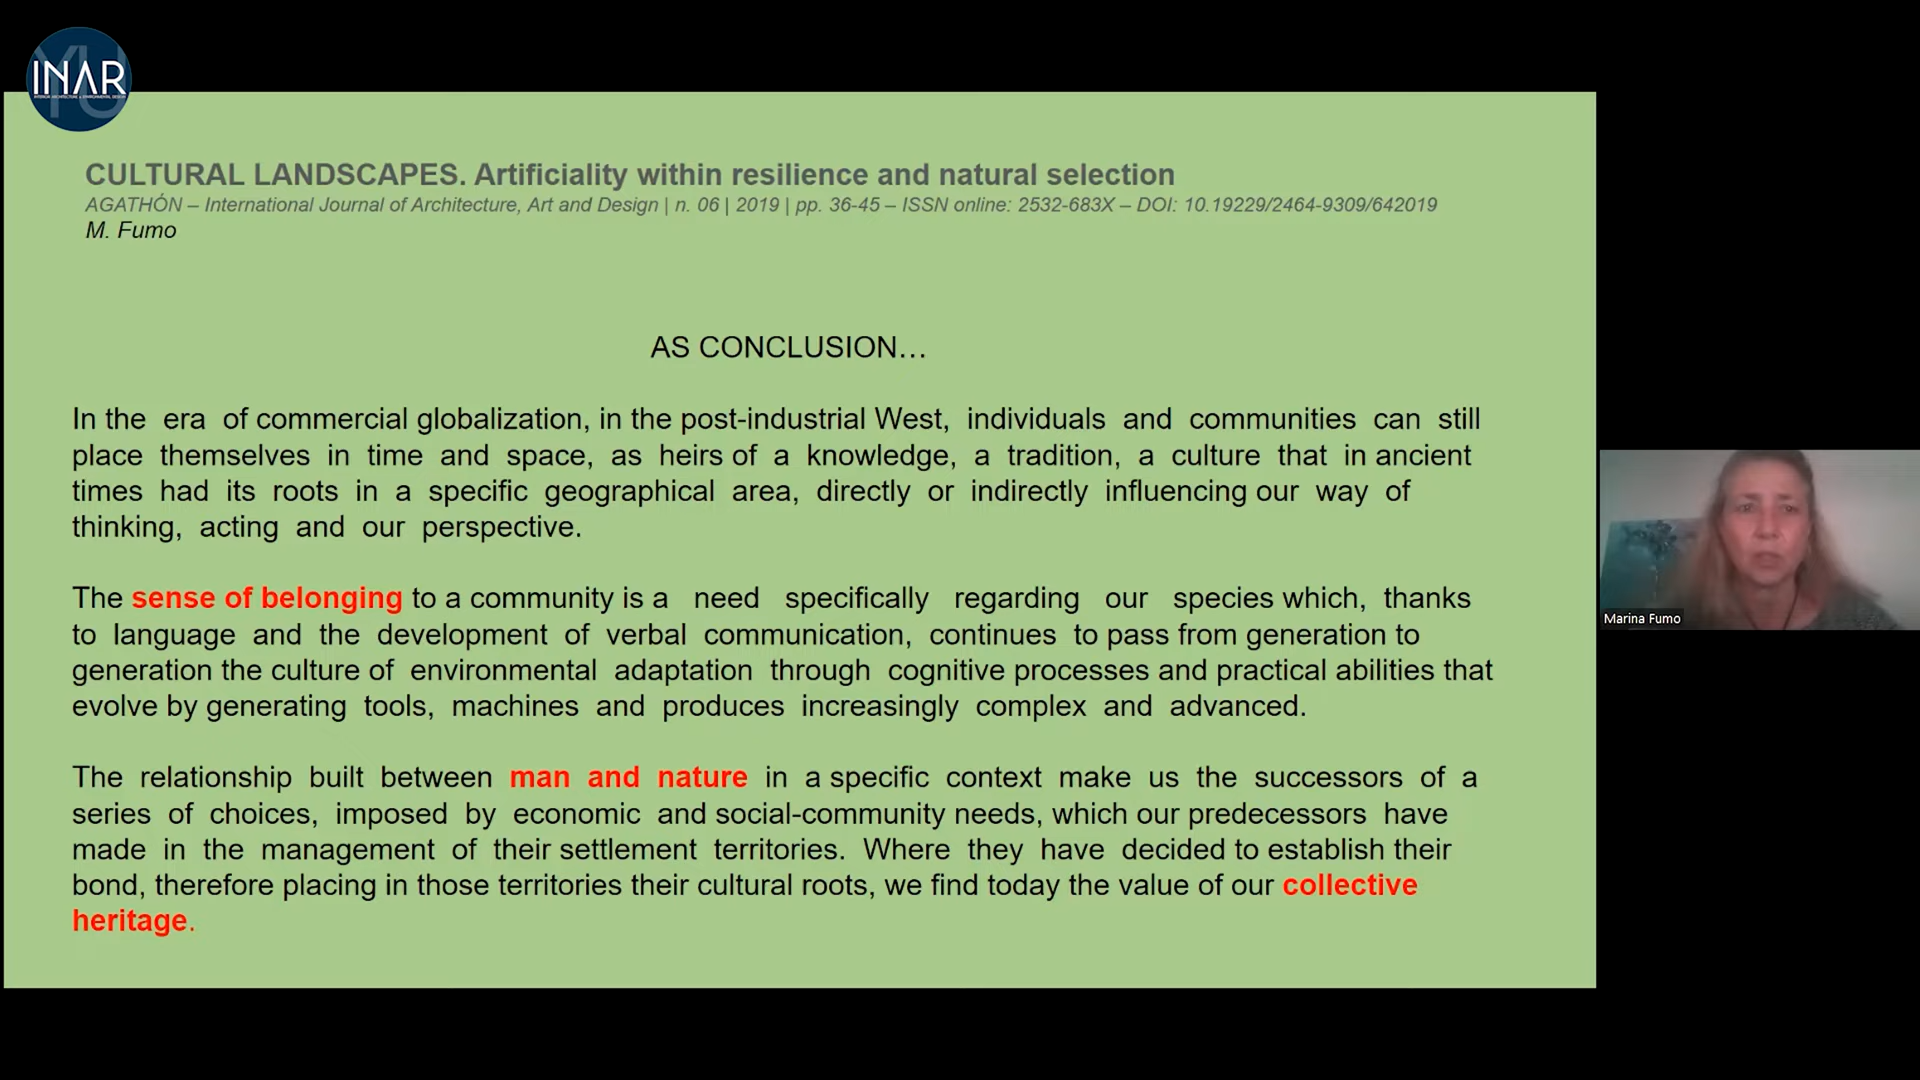 YU
INAR
CULTURAL LANDSCAPES. Artificiality within resilience and natural selection
AGATHÓN – International Journal of Architecture, Art and Design | n. 06 | 2019 | pp. 36-45 – ISSN online: 2532-683X – DOI: 10.19229/2464-9309/642019
M. Fumo
AS CONCLUSION…
In the era of commercial globalization, in the post-industrial West, individuals and communities can still
place themselves in time and space, as heirs of a knowledge, a tradition, a culture that in ancient
times had its roots in a specific geographical area, directly or indirectly influencing our way of
thinking, acting and our perspective.
The sense of belonging to a community is a need specifically regarding our species which, thanks
to language and the development of verbal communication, continues to pass from generation to
generation the culture of environmental adaptation through cognitive processes and practical abilities that
evolve by generating tools, machines and produces increasingly complex and advanced.
The relationship built between man and nature in a specific context make us the successors of a
series of choices, imposed by economic and social-community needs, which our predecessors have
made in the management of their settlement territories. Where they have decided to establish their
bond, therefore placing in those territories their cultural roots, we find today the value of our collective
heritage.
Marina Fumo